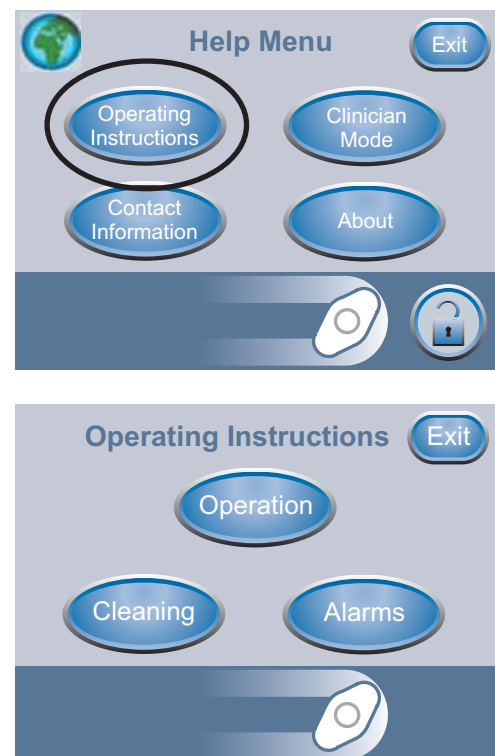 Help Menu
Exit
Operating
Instructions
Clinician
Mode
Contact
Information
About
Operating Instructions
Exit
Operation
Cleaning
Alarms